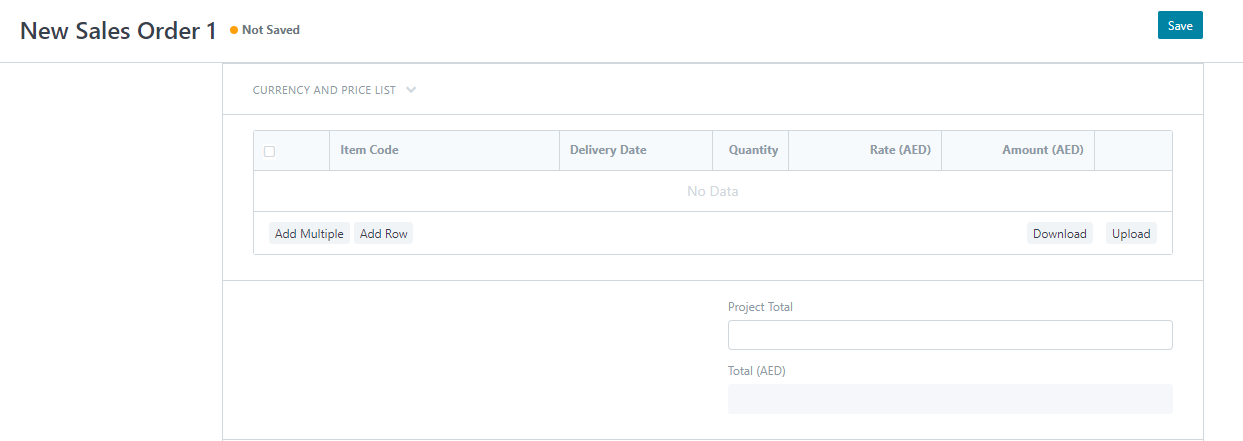 New Sales Order 1 Not Saved Save
CURRENCY AND PRICE LIST
Item Code Delivery Date Quantity Rate (AED) Amount (AED)
No Data
Add Multiple Add Row Download Upload
Project Total
Total (AED)